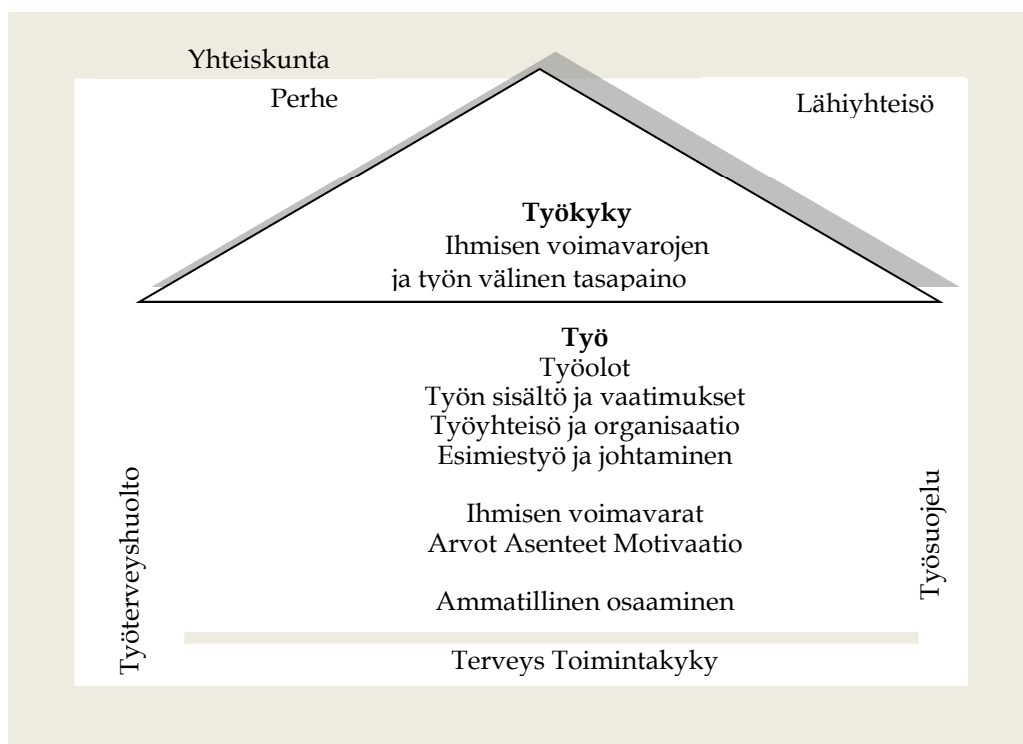 Yhteiskunta
Perhe
Lähiyhteisö
Työkyky
Ihmisen voimavarojen
ja työn välinen tasapaino
Työ
Työolot
Työn sisältö ja vaatimukset
Työyhteisö ja organisaatio
Esimiestyö ja johtaminen
Ihmisen voimavarat
Arvot Asenteet Motivaatio
Ammatillinen osaaminen
Terveys Toimintakyky
Työterveyshuolto
Työsuojelu